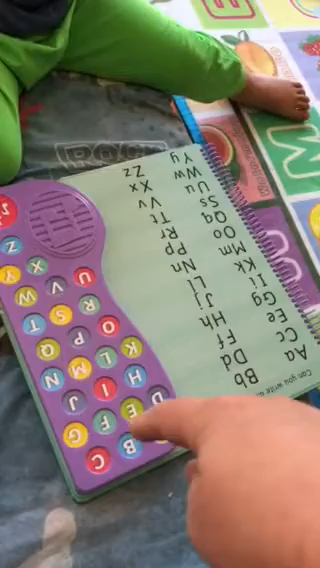 Can you write
Aa Bb
Cc Dd
Ee Ff
Gg Hh
Ii Jj
Kk Ll
Mm Nn
Oo Pp
Qq Rr
Ss Tt
Uu Vv
Ww Xx
Yy Zz
B C
D E F G
H I J
K L M N
O P Q
R S T
U V W
X Y
Z
M